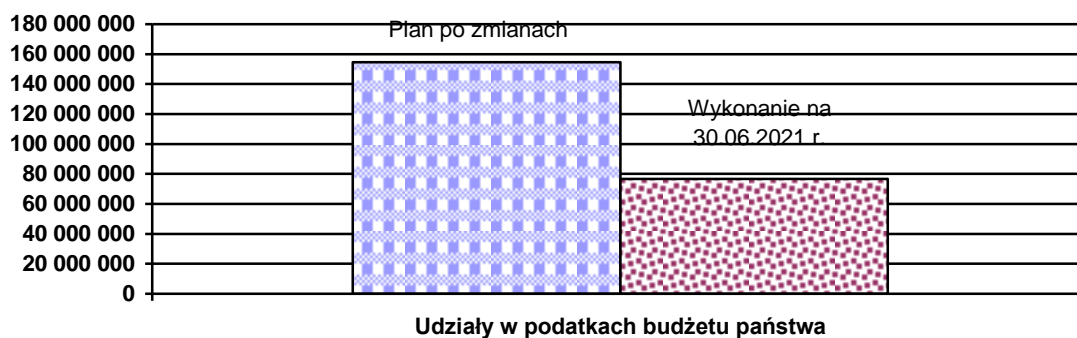 180 000 000
160 000 000
140 000 000
120 000 000
100 000 000
80 000 000
60 000 000
40 000 000
20 000 000
0
Plan po zmianach
Wykonanie na
30.06.2021 r.
Udziały w podatkach budżetu państwa